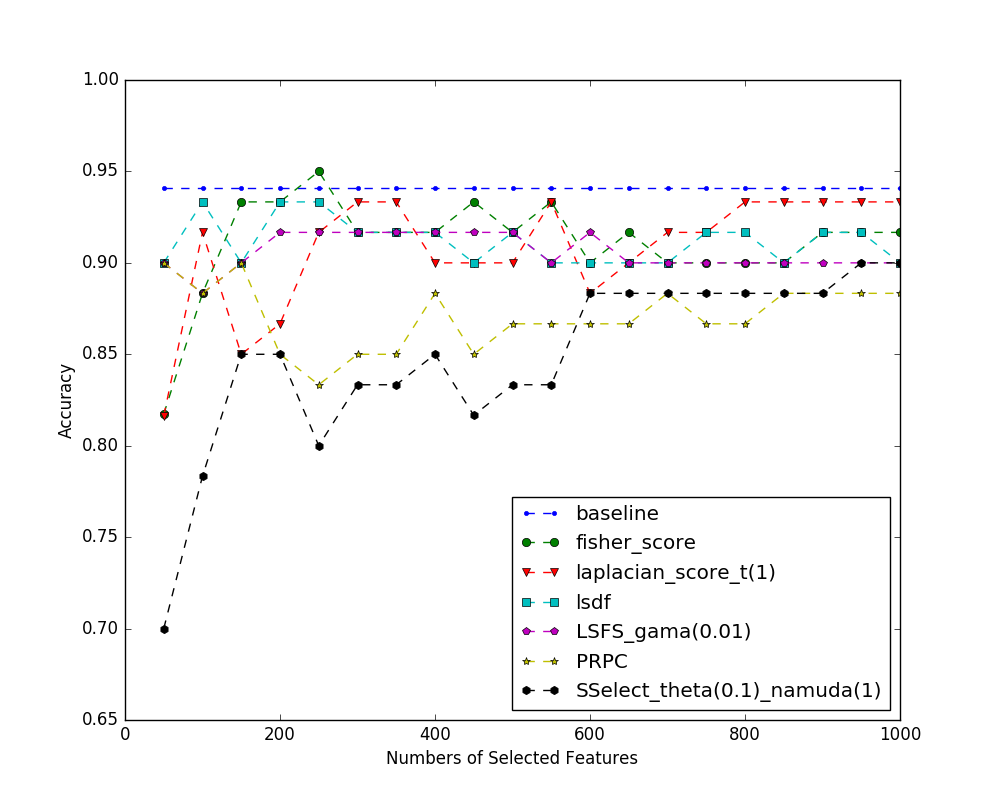 1.00
0.95
0.90
0.85
0.80
0.75
0.70
0.65
Accuracy
baseline
fisher_score
laplacian_score_t(1)
lsdf
LSFS_gama(0.01)
PRPC
SSelect_theta(0.1)_namuda(1)
0 200 400 600 800 1000
Numbers of Selected Features